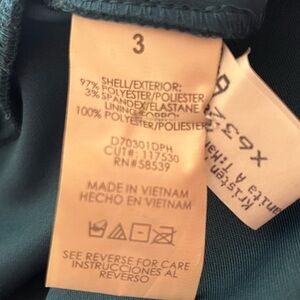 3
SHELL/EXTERIOR:
97% POLYESTER/POLIESTER
3% SPANDEX/ELASTANE
LINING/FORRO:
100% POLYESTER/POLIESTER
D70301DPH
CUT#: 117530
RN#58539
MADE IN VIETNAM
HECHO EN VIETNAM
SEE REVERSE FOR CARE
INSTRUCCIONES AL
REVERSO
Kristen